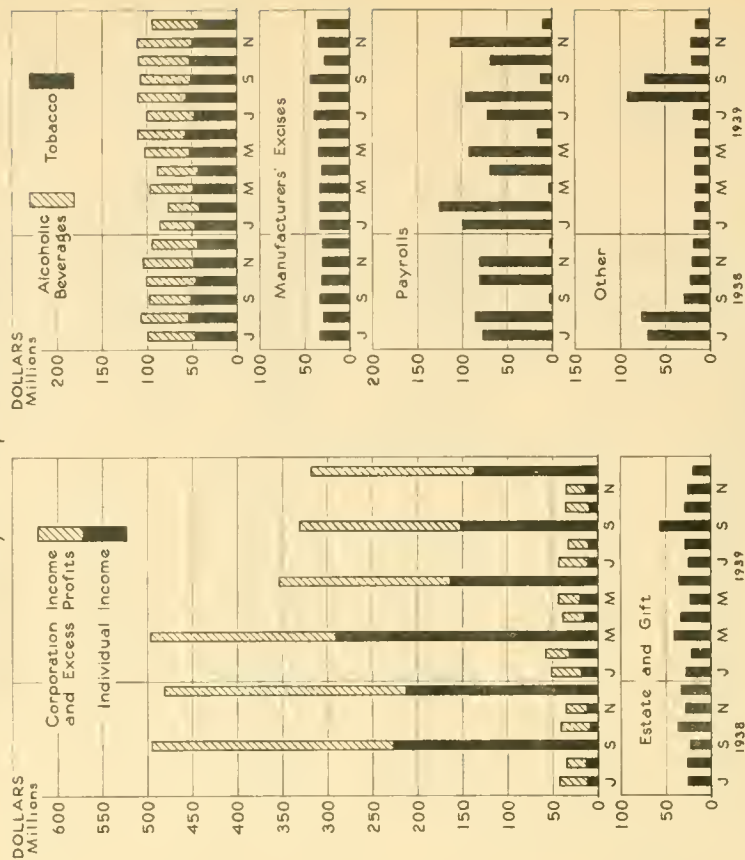 DOLLARS
Millions
600
550
500
450
400
350
300
250
200
150
100
50
0
Corporation Income
and Excess Profits
Individual Income
100
50
0
Estate and Gift
J S N J M M J S N
1938 1939
DOLLARS
Millions
200
150
100
50
0
Alcoholic
Beverages
Tobacco
J S N J M M J S N
100
50
0
Manufacturers' Excises
200
150
100
50
0
Payrolls
J S N J M M J S N
150
100
50
0
Other
J S N J M M J S N
1938 1939